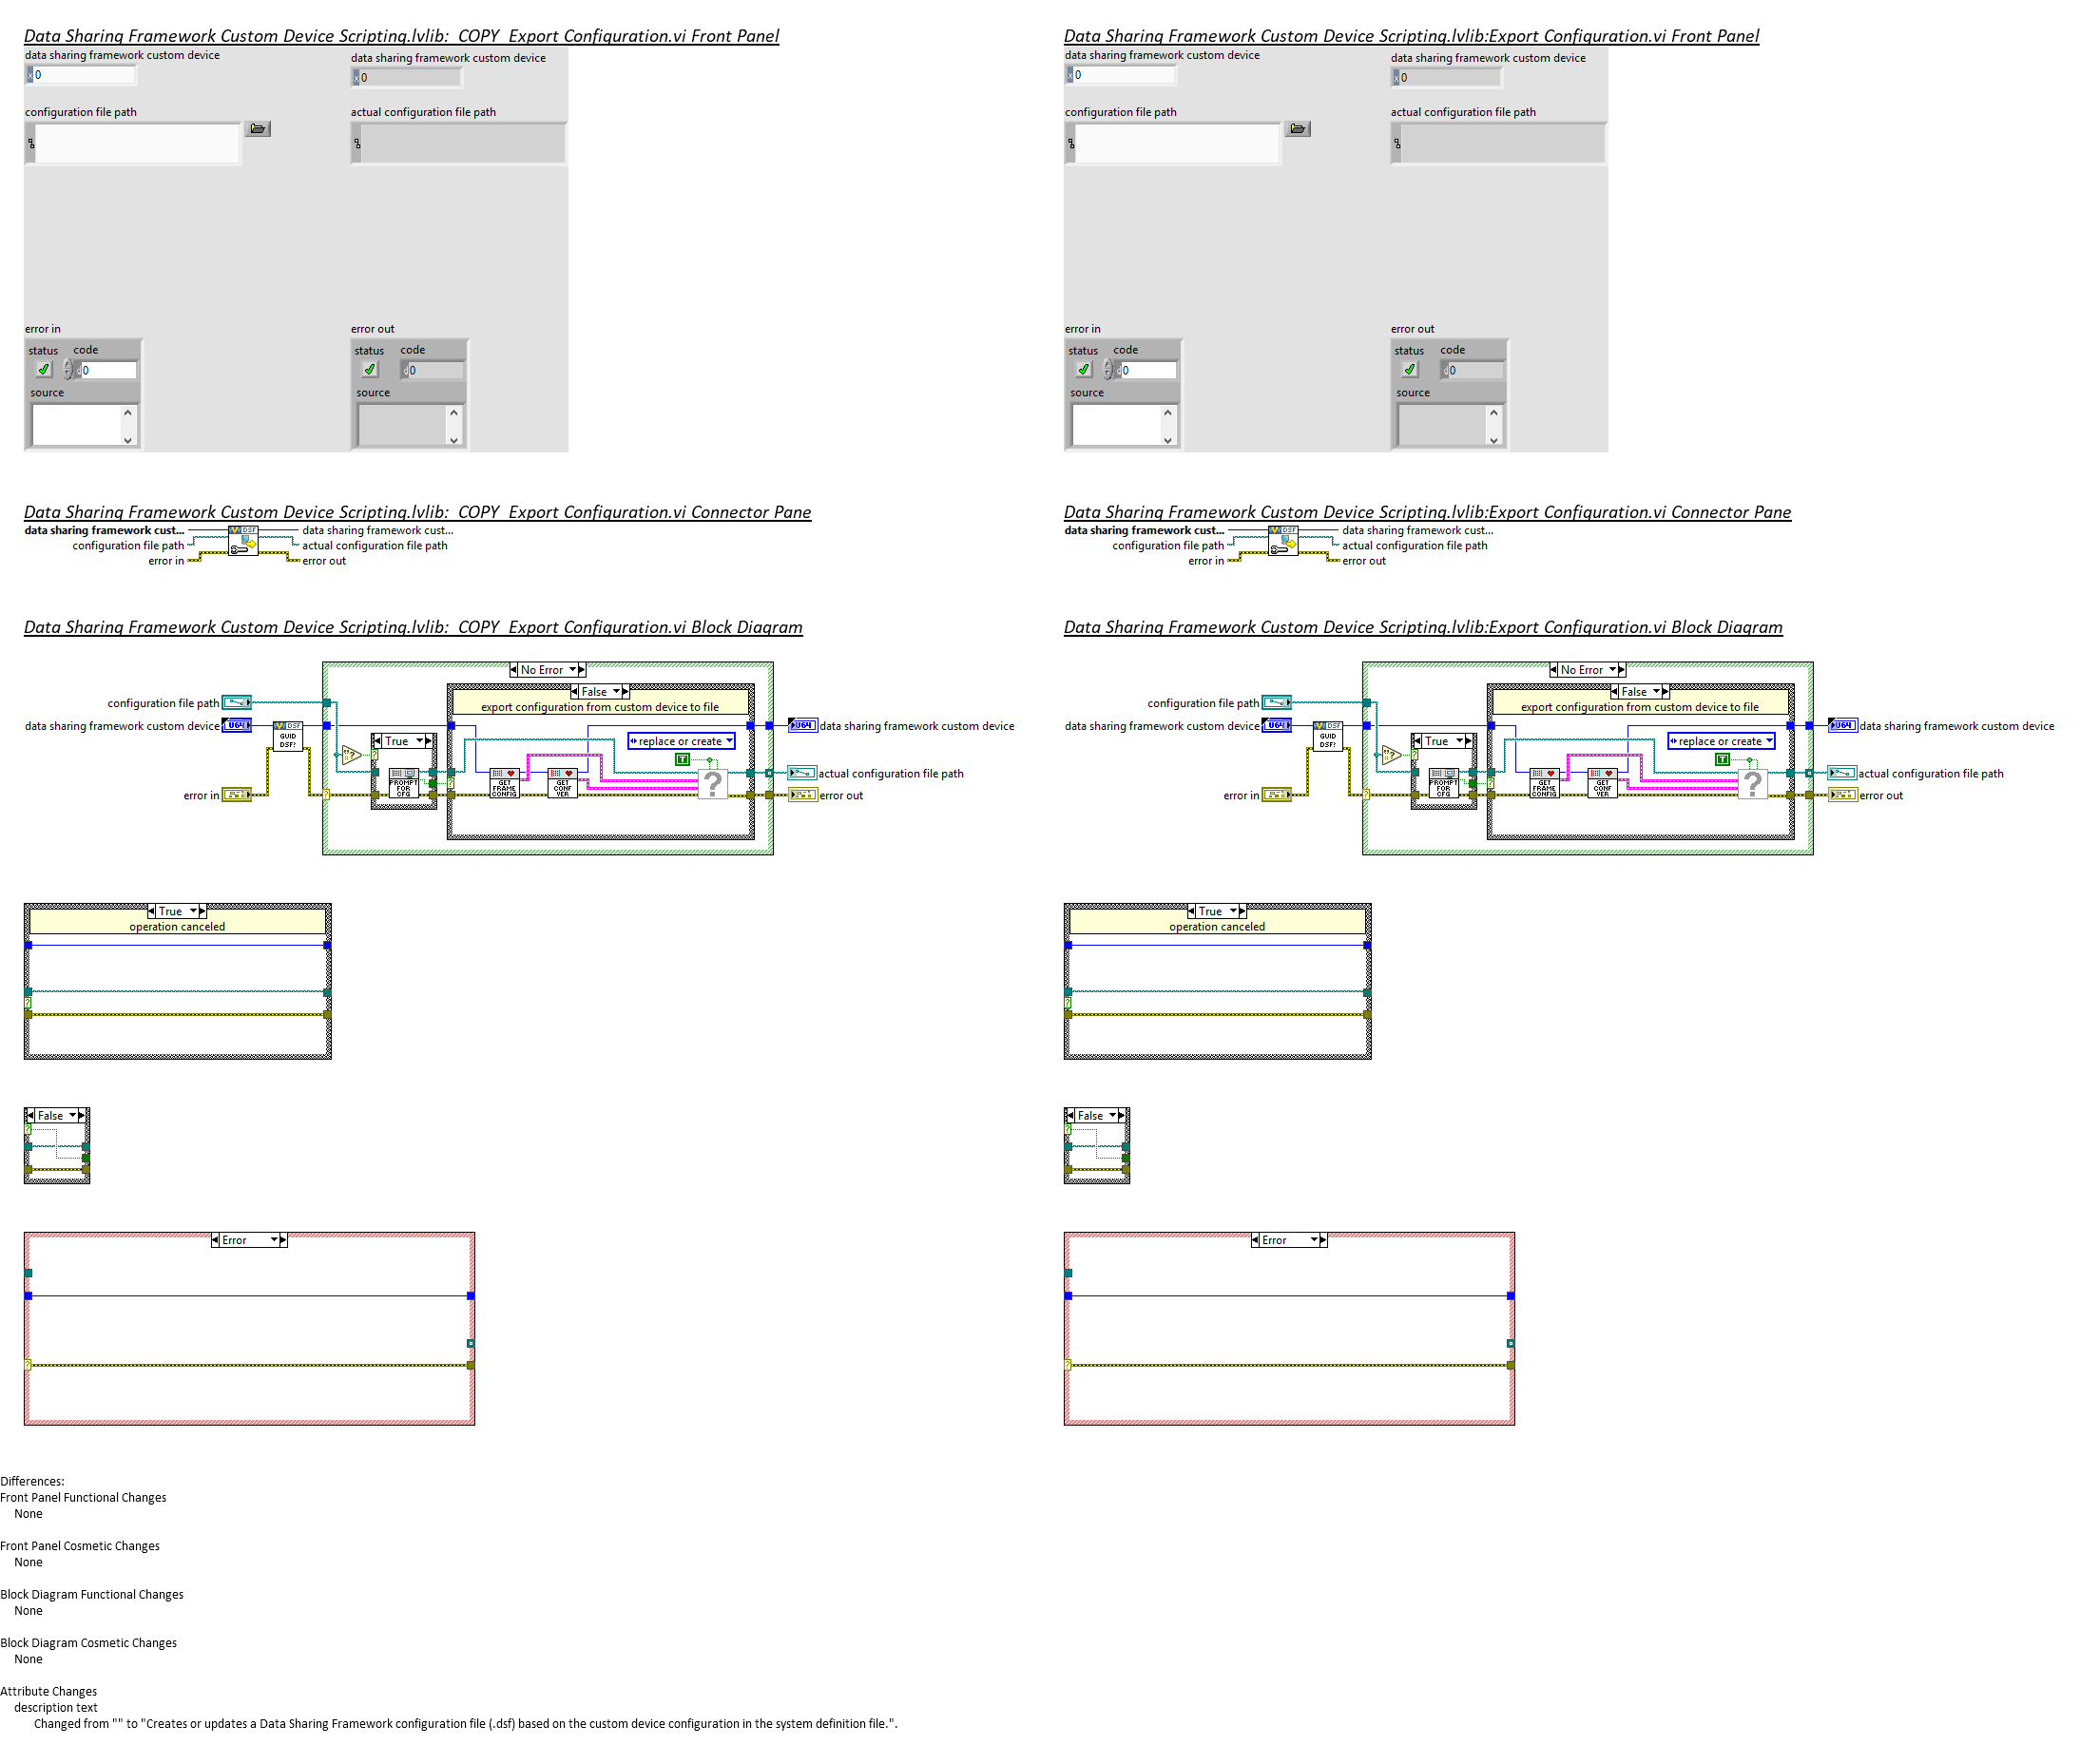 Data Sharing Framework Custom Device Scripting.lvlib:_COPY_Export Configuration.vi Front Panel
data sharing framework custom device
x 0
data sharing framework custom device
x 0
configuration file path
actual configuration file path
error in
status code
d 0
source
error out
status code
d 0
source
Data Sharing Framework Custom Device Scripting.lvlib:Export Configuration.vi Front Panel
data sharing framework custom device
x 0
data sharing framework custom device
x 0
configuration file path
actual configuration file path
error in
status code
d 0
source
error out
status code
d 0
source
Data Sharing Framework Custom Device Scripting.lvlib:_COPY_Export Configuration.vi Connector Pane
data sharing framework cust...
configuration file path
error in
DSF
data sharing framework cust...
actual configuration file path
error out
Data Sharing Framework Custom Device Scripting.lvlib:Export Configuration.vi Connector Pane
data sharing framework cust...
configuration file path
error in
DSF
data sharing framework cust...
actual configuration file path
error out
Data Sharing Framework Custom Device Scripting.lvlib:_COPY_Export Configuration.vi Block Diagram
No Error
False
export configuration from custom device to file
configuration file path
data sharing framework custom device
U64
DSF
GUID
DSF?
error in
?
True
PROMPT
FOR
CFG
GET
FRAME
CONFIG
GET
CONF
VER
replace or create
T
?
U64
data sharing framework custom device
actual configuration file path
error out
Data Sharing Framework Custom Device Scripting.lvlib:Export Configuration.vi Block Diagram
No Error
False
export configuration from custom device to file
configuration file path
data sharing framework custom device
U64
DSF
GUID
DSF?
error in
?
True
PROMPT
FOR
CFG
GET
FRAME
CONFIG
GET
CONF
VER
replace or create
T
?
U64
data sharing framework custom device
actual configuration file path
error out
True
operation canceled
?
True
operation canceled
?
False
?
False
?
Error
?
Error
?
Differences:
Front Panel Functional Changes
None
Front Panel Cosmetic Changes
None
Block Diagram Functional Changes
None
Block Diagram Cosmetic Changes
None
Attribute Changes
description text
Changed from "" to "Creates or updates a Data Sharing Framework configuration file (.dsf) based on the custom device configuration in the system definition file.".